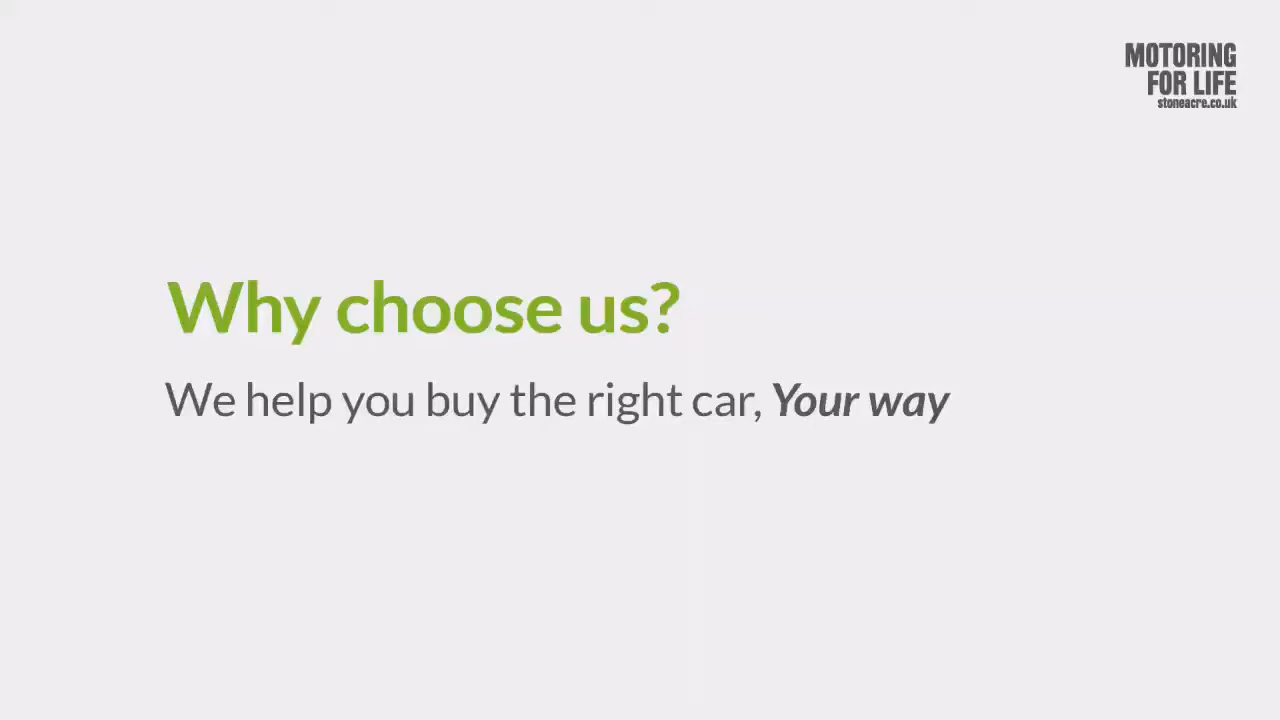 MOTORING
FOR LIFE
stoneacre.co.uk
Why choose us?
We help you buy the right car, Your way